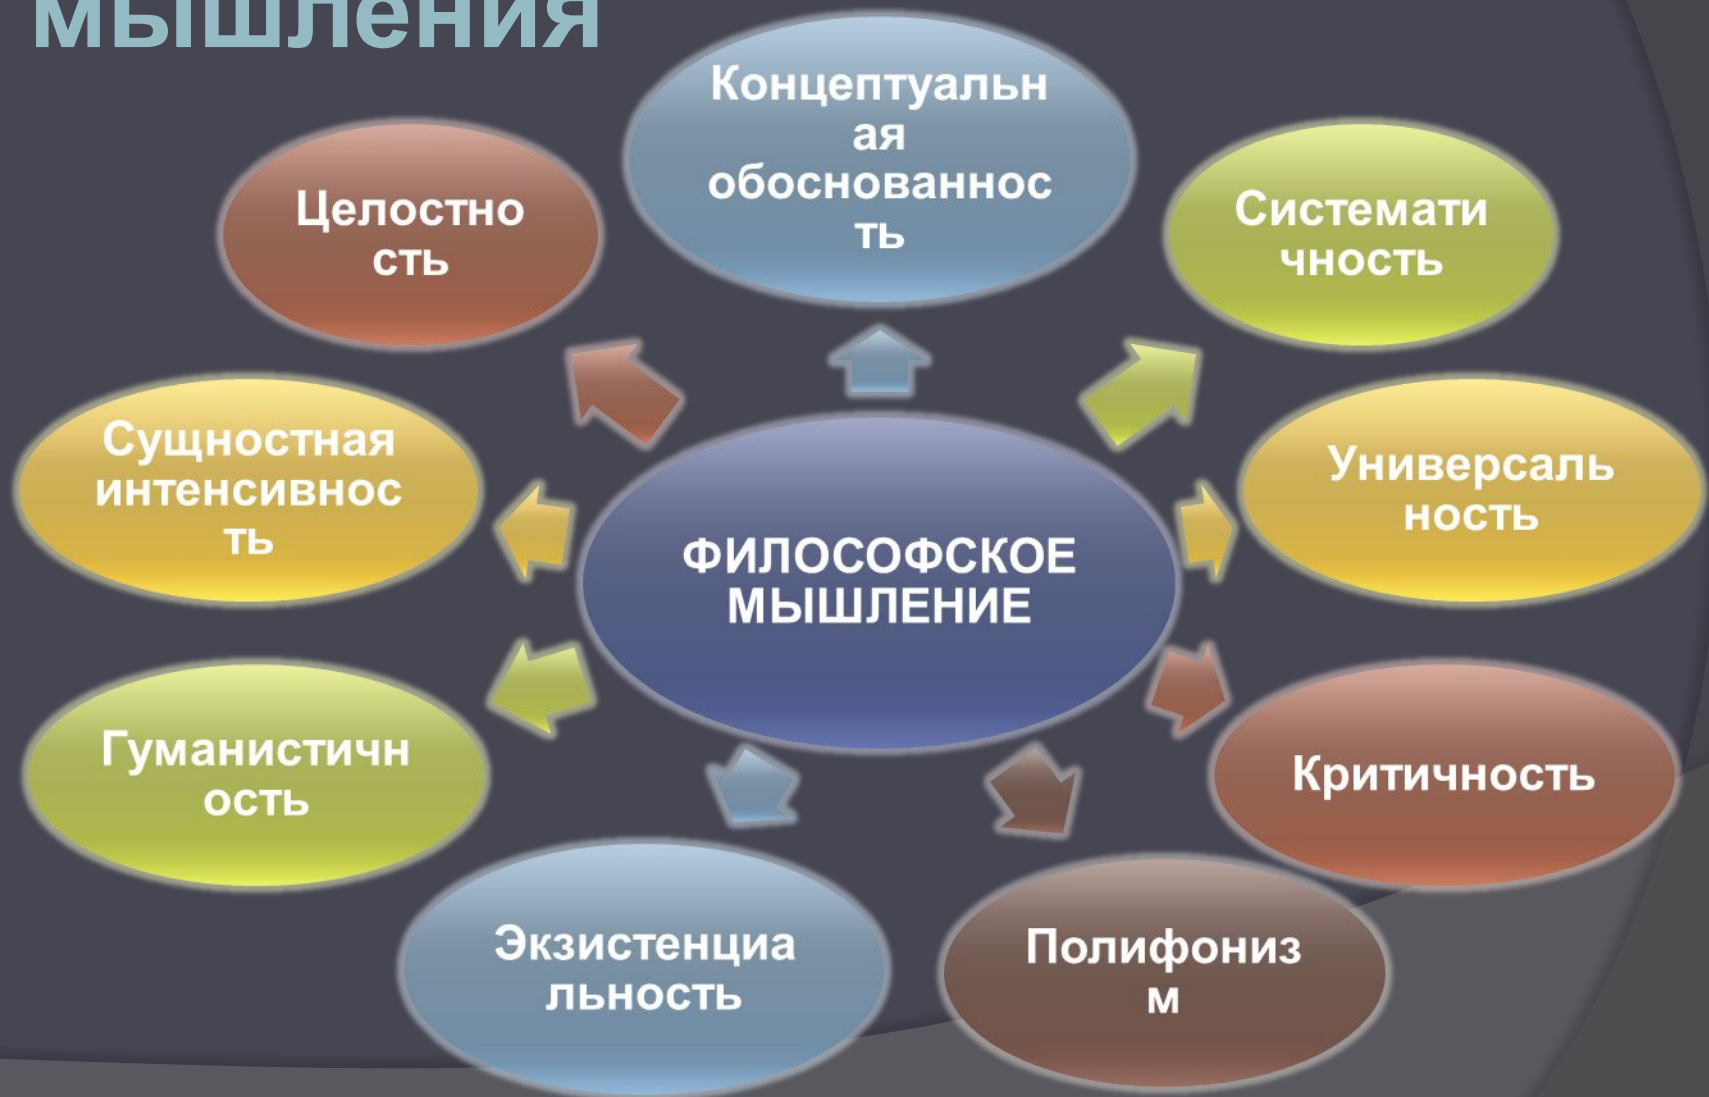 мышления
Концептуальн
ая
обоснованнос
ть
Целостно
сть
Системати
чность
Сущностная
интенсивнос
ть
Универсаль
ность
ФИЛОСОФСКОЕ
МЫШЛЕНИЕ
Гуманистичн
ость
Критичность
Экзистенциа
льность
Полифониз
м